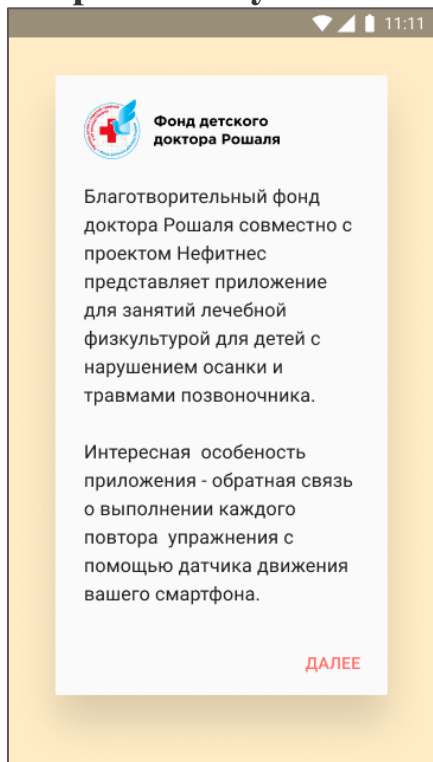 11:11
Фонд детского
доктора Рошаля
Благотворительный фонд
доктора Рошаля совместно с
проектом Нефитнес
представляет приложение
для занятий лечебной
физкультурой для детей с
нарушением осанки и
травмами позвоночника.
Интересная особеность
приложения - обратная связь
о выполнении каждого
повтора упражнения с
помощью датчика движения
вашего смартфона.
ДАЛЕЕ